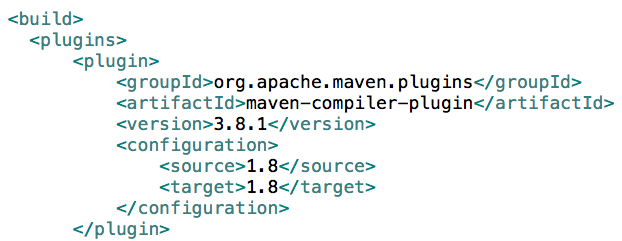 <build>
<plugins>
<plugin>
<groupId>org.apache.maven.plugins</groupId>
<artifactId>maven-compiler-plugin</artifactId>
<version>3.8.1</version>
<configuration>
<source>1.8</source>
<target>1.8</target>
</configuration>
</plugin>